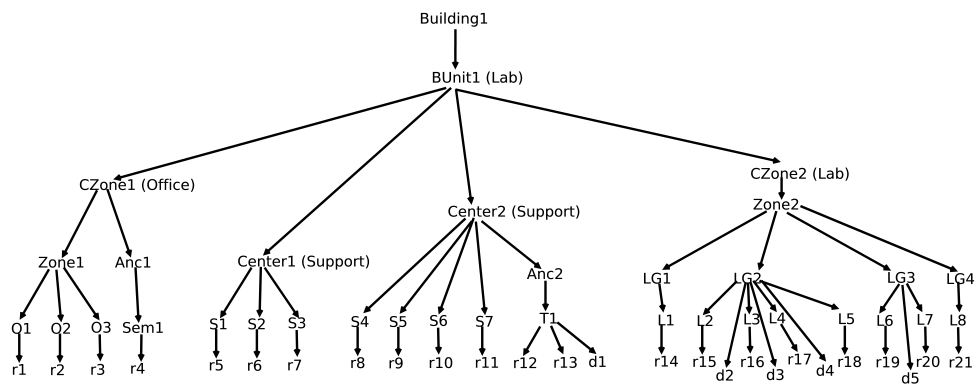 Building1
BUnit1 (Lab)
CZone1 (Office)
CZone2 (Lab)
Zone2
Center2 (Support)
Zone1
Anc1
Center1 (Support)
Anc2
LG1
LG2
LG3
LG4
O1
O2
O3
Sem1
S1
S2
S3
S4
S5
S6
S7
T1
L1
L2
L3
L4
L5
L6
L7
L8
r1
r2
r3
r4
r5
r6
r7
r8
r9
r10
r11
r12
r13
d1
r14
r15
d2
r16
d3
r17
d4
r18
r19
d5
r20
r21